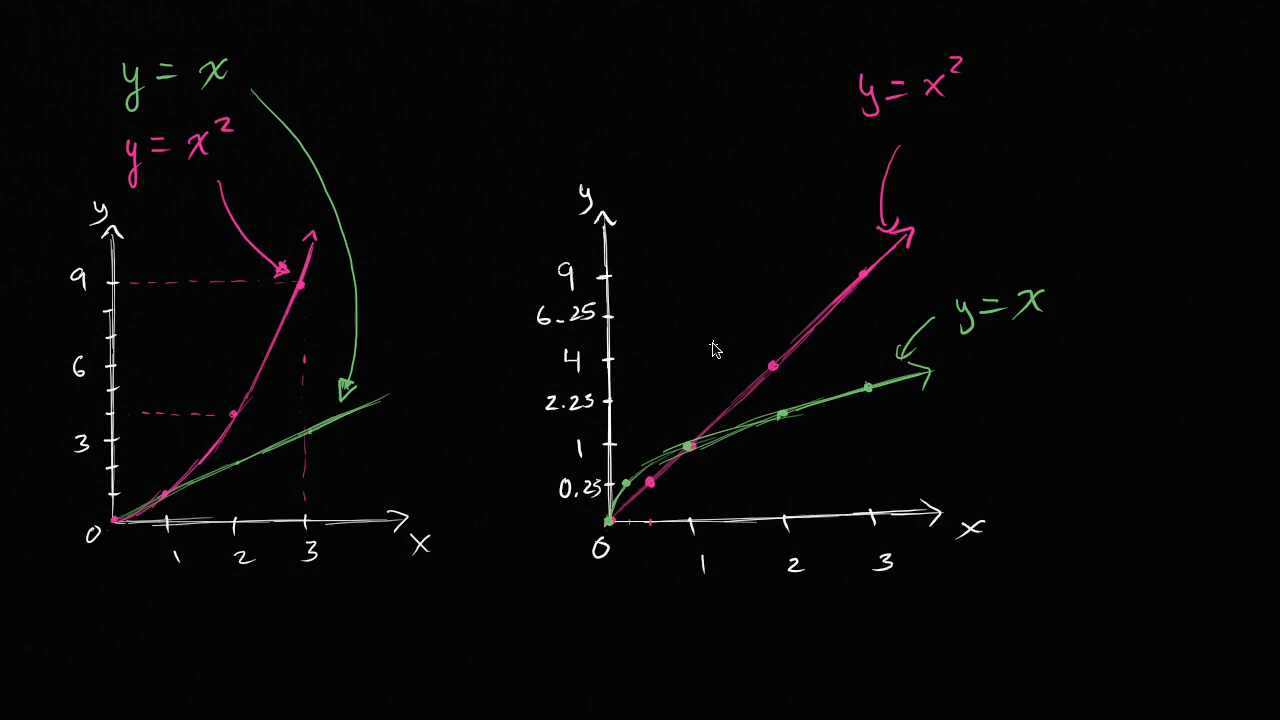 y = x
y = x²
y
9
6
3
0
1 2 3
x
y = x²
y = x
y
9
6.25
4
2.25
1
0.25
0
1 2 3
x